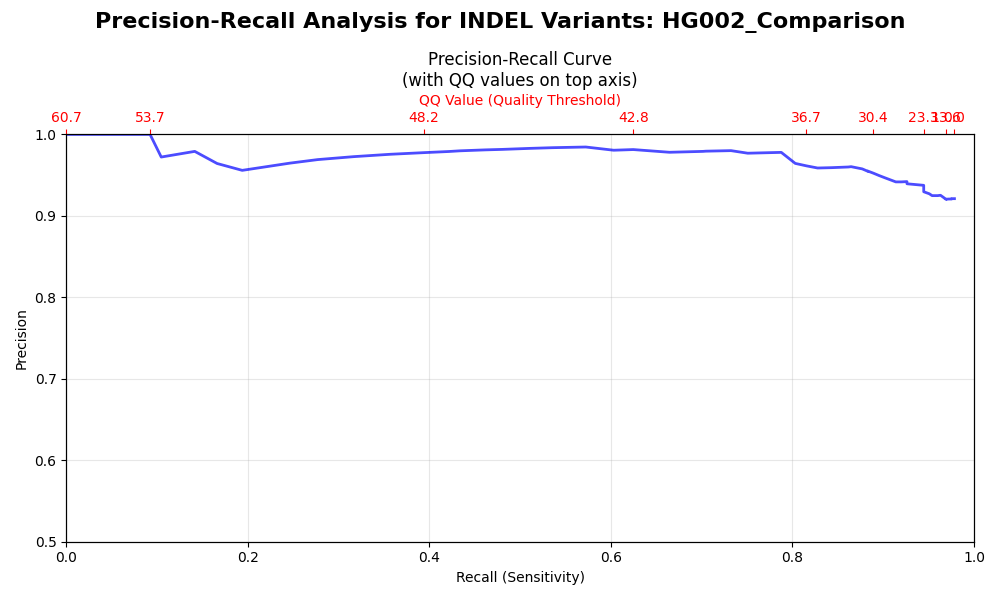 Precision-Recall Analysis for INDEL Variants: HG002_Comparison
Precision-Recall Curve
(with QQ values on top axis)
QQ Value (Quality Threshold)
60.7 53.7 48.2 42.8 36.7 30.4
1.0
0.9
0.8
0.7
0.6
0.5
Precision
0.0 0.2 0.4 0.6 0.8 1.0
Recall (Sensitivity)